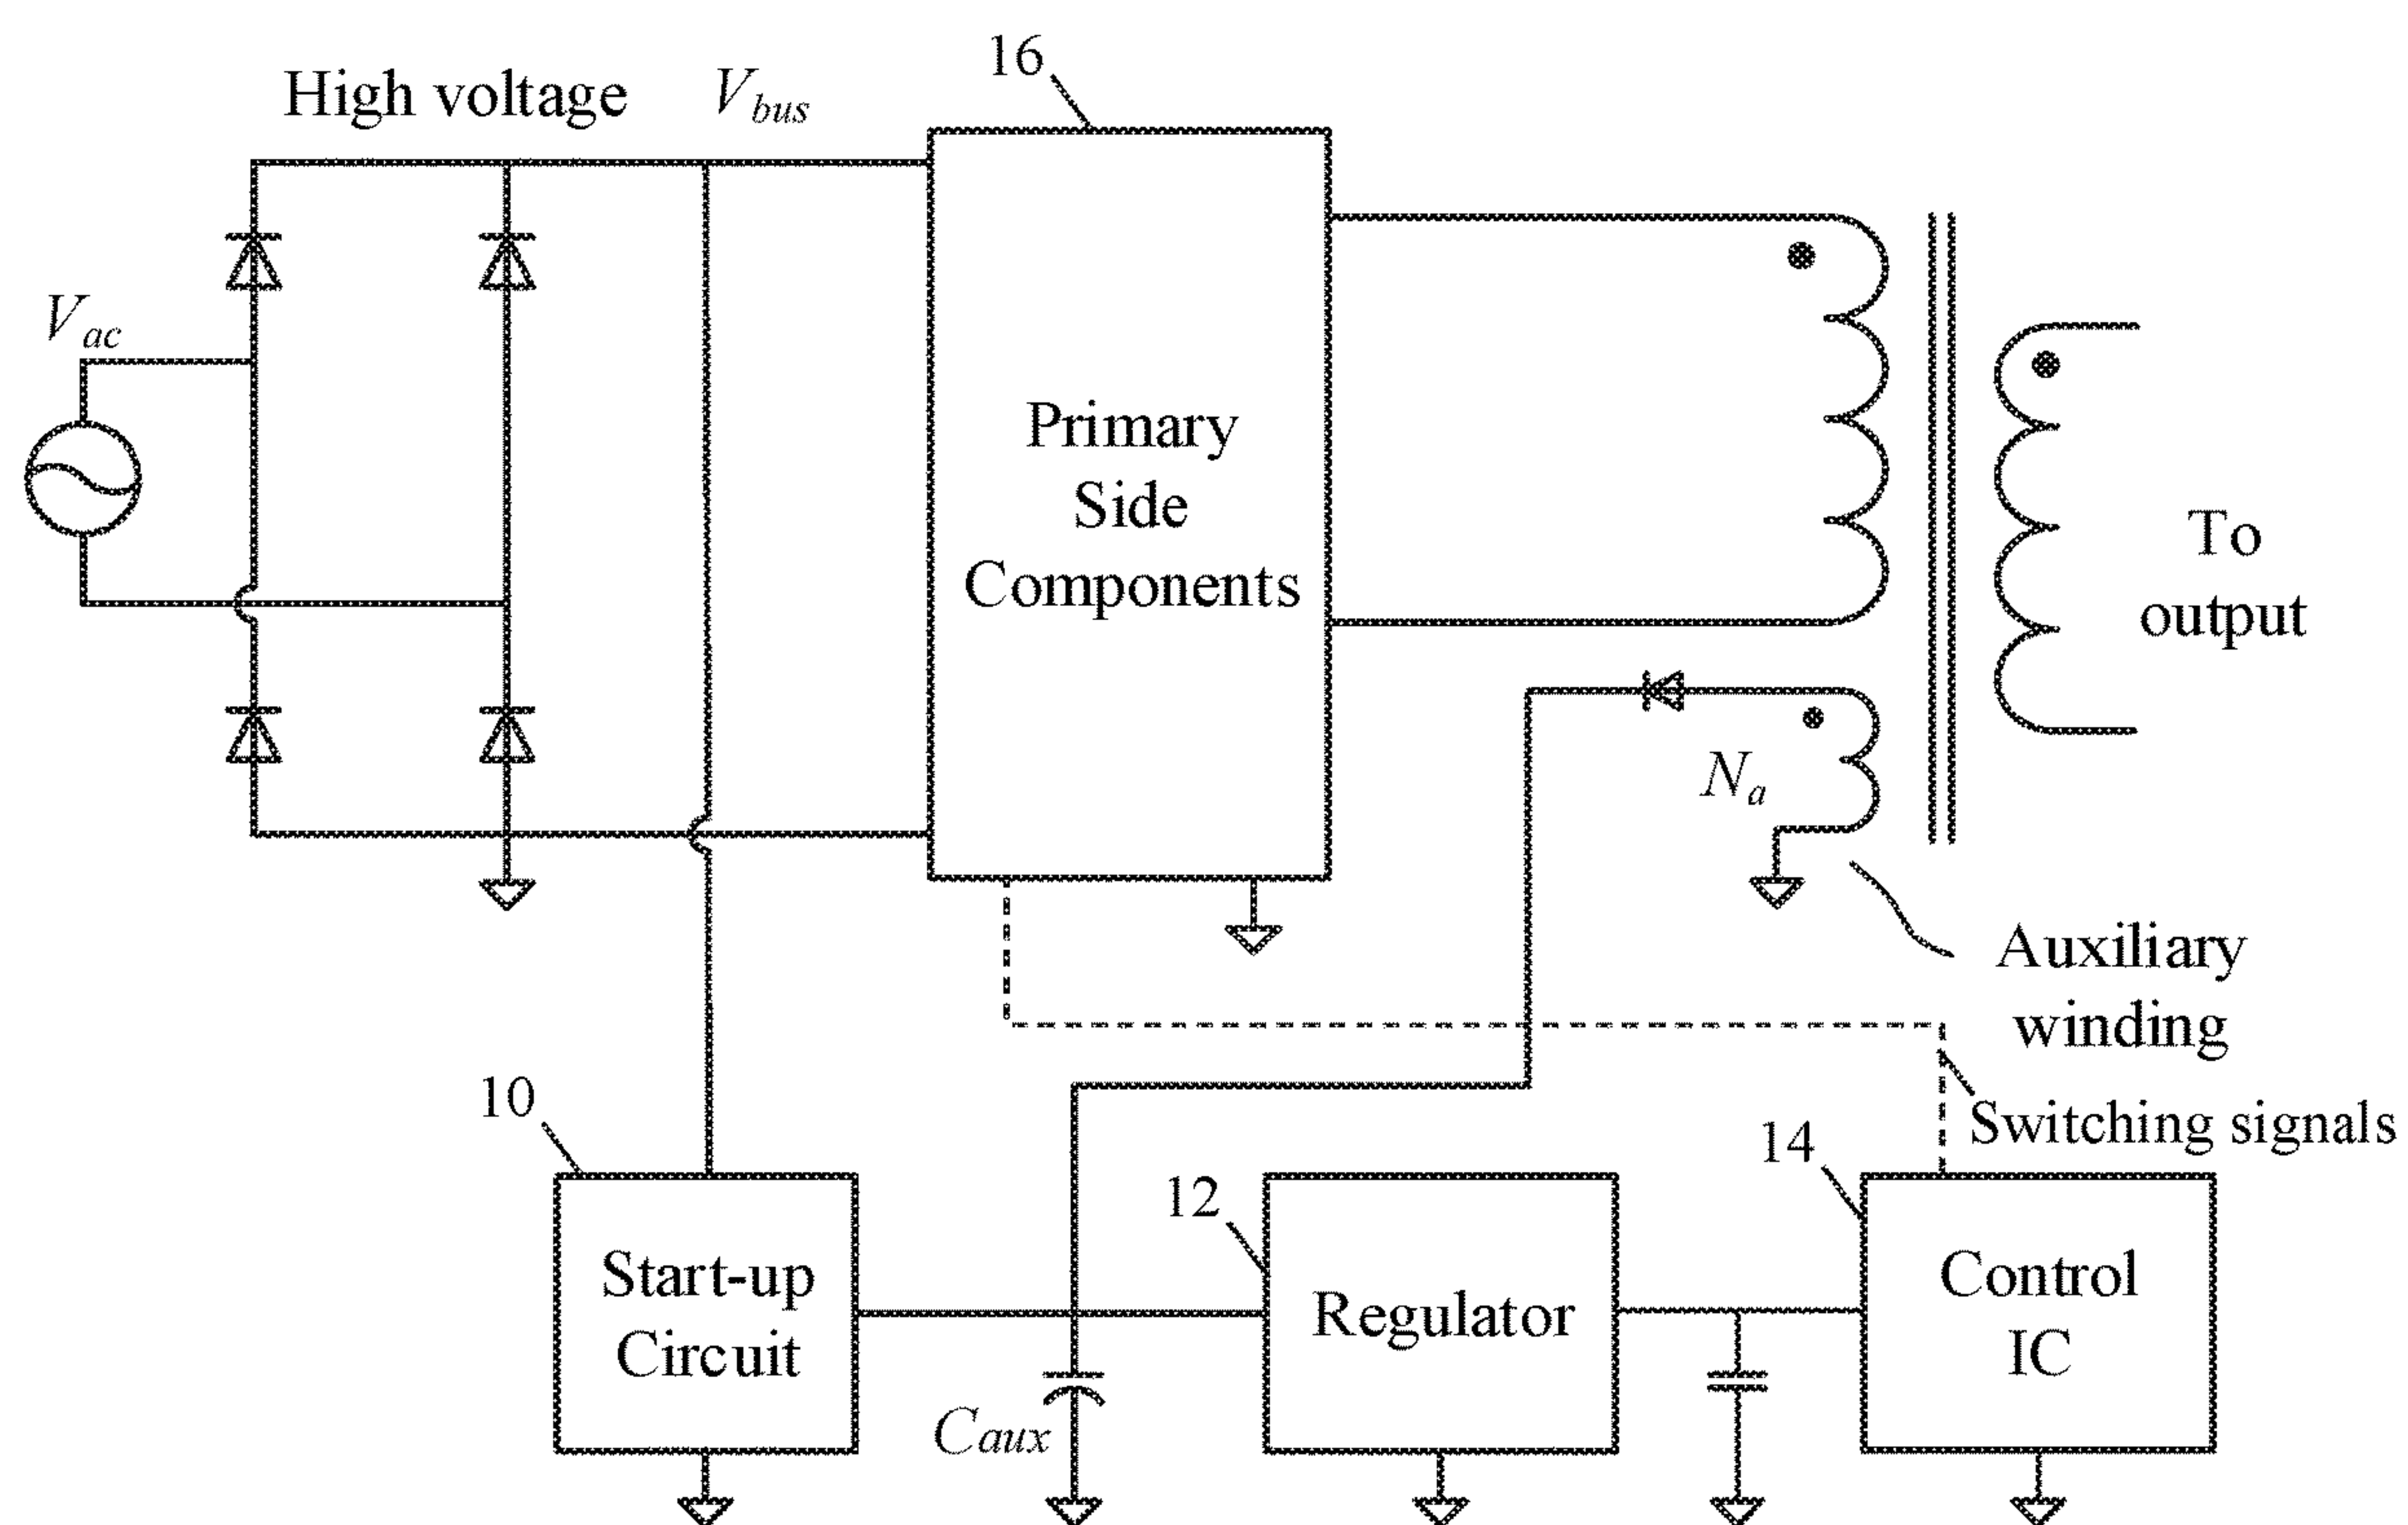 16
High voltage
Vbus
Vac
Primary
Side
Components
To
output
Na
Auxiliary
winding
Switching signals
10
Start-up
Circuit
Caux
12
Regulator
14
Control
IC